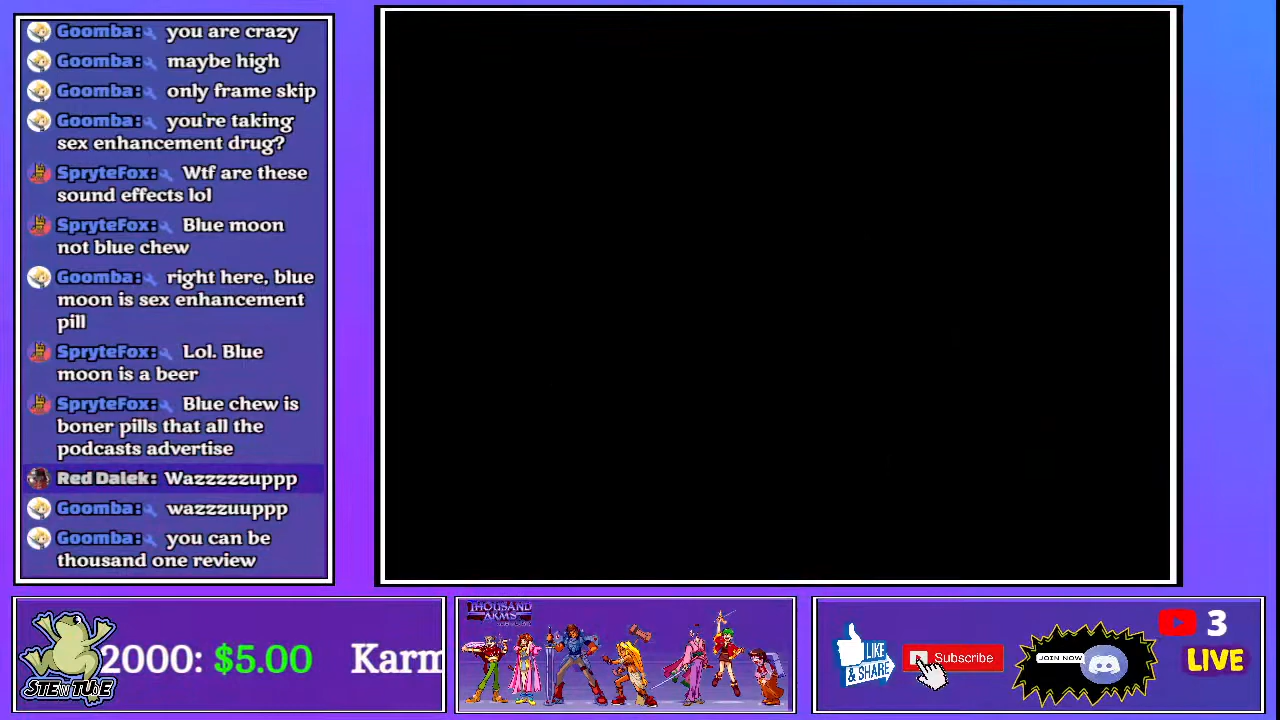 Goomba: you are crazy
Goomba: maybe high
Goomba: only frame skip
Goomba: you're taking
sex enhancement drug?
SpryteFox: Wtf are these
sound effects lol
SpryteFox: Blue moon
not blue chew
Goomba: right here, blue
moon is sex enhancement
pill
SpryteFox: Lol. Blue
moon is a beer
SpryteFox: Blue chew is
boner pills that all the
podcasts advertise
Red Dalek: Wazzzzzuppp
Goomba: wazzzuuppp
Goomba: you can be
thousand one review
STEW TUBE
2000: $5.00 Karm
THOUSAND
ARMS
LIKE
& SHARE
Subscribe
JOIN NOW
3
LIVE